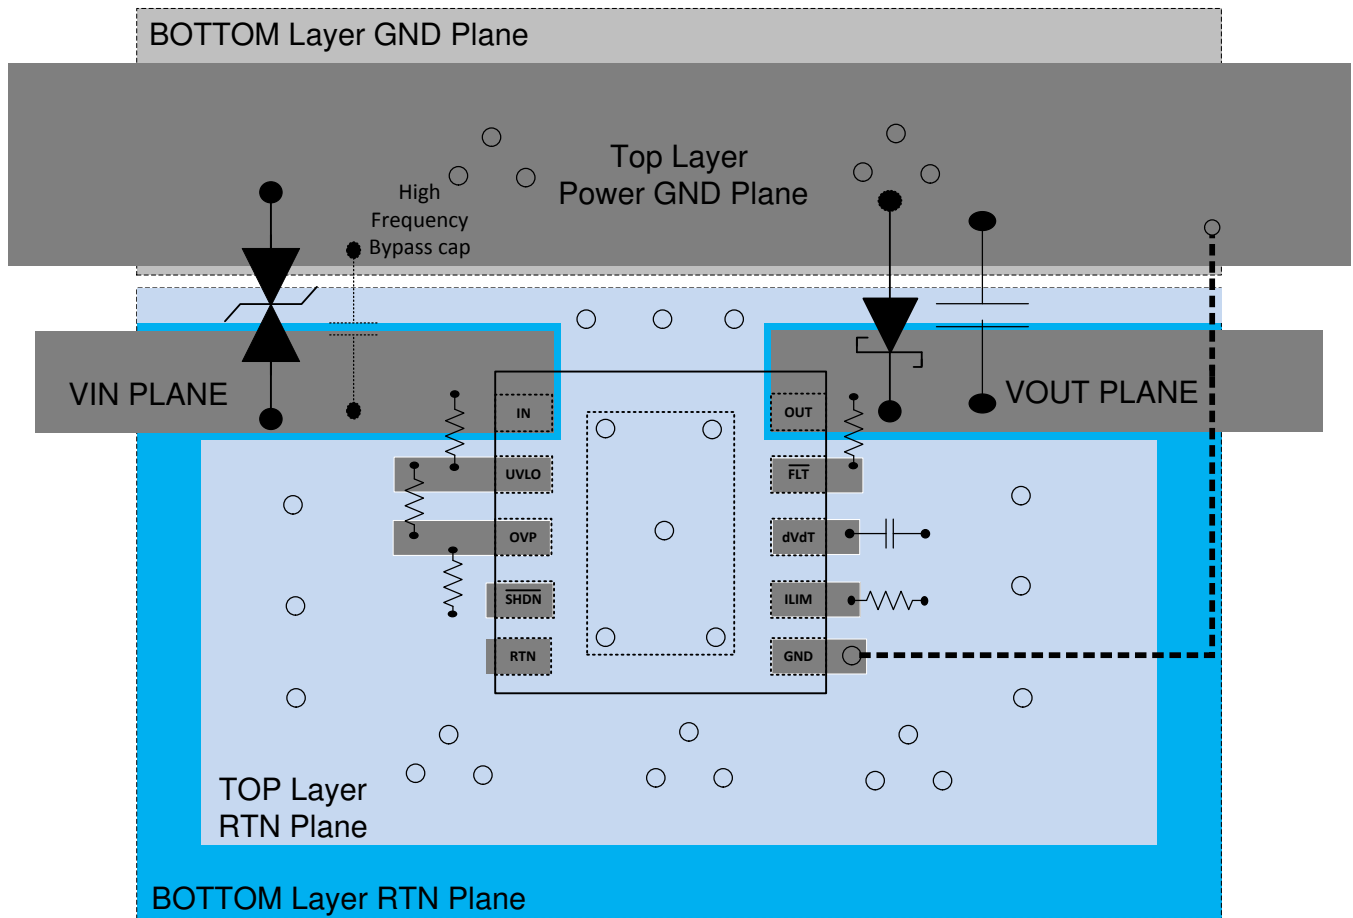 BOTTOM Layer GND Plane
Top Layer
Power GND Plane
High
Frequency
Bypass cap
VIN PLANE
VOUT PLANE
IN
OUT
UVLO
FLT
OVP
dVdT
SHDN
ILIM
RTN
GND
TOP Layer
RTN Plane
BOTTOM Layer RTN Plane